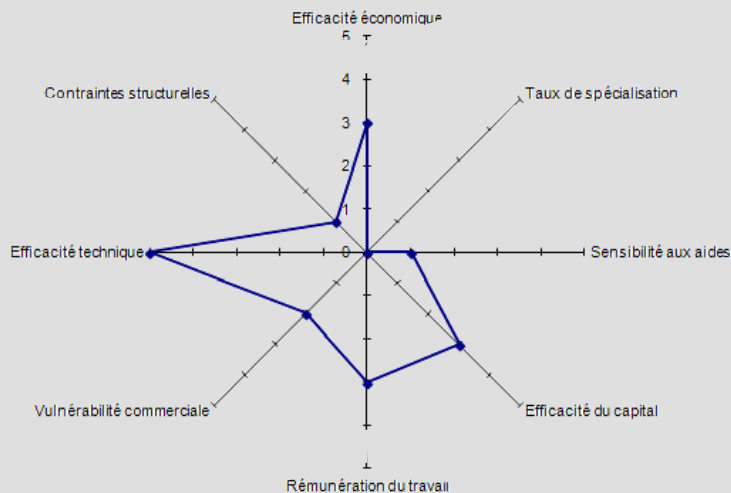 Efficacité économique
5
4
Contraintes structurelles
Taux de spécialisation
3
2
1
Efficacité technique
0
Sensibilité aux aides
Vulnérabilité commerciale
Efficacité du capital
Rémunération du travail